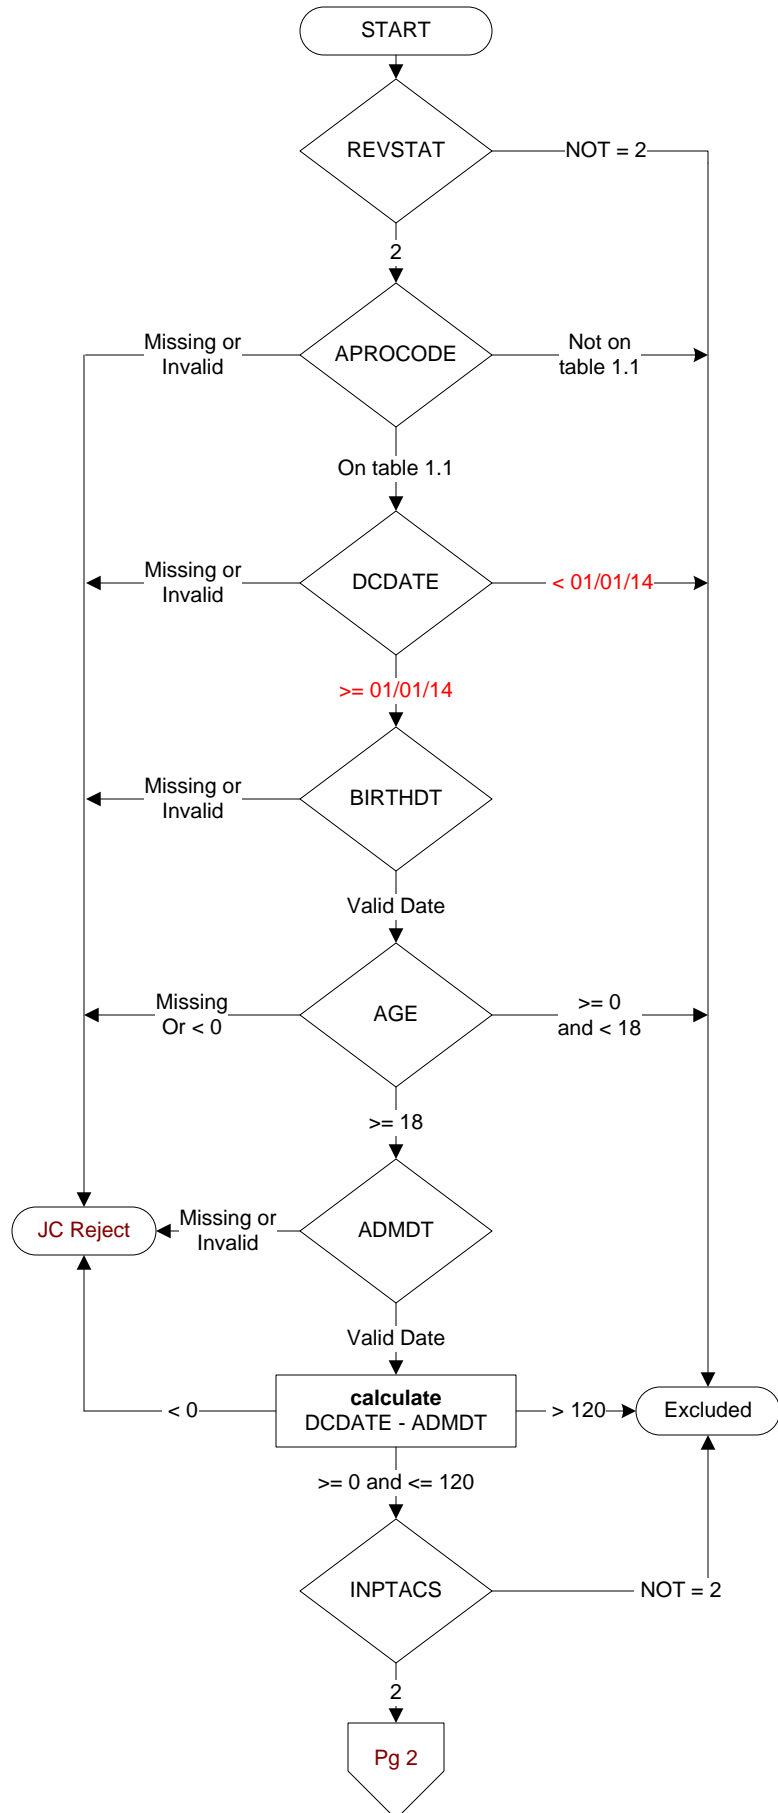 START
REVSTAT
NOT = 2
2
Missing or
Invalid
APROCODE
Not on
table 1.1
On table 1.1
Missing or
Invalid
DCDATE
< 01/01/14
>= 01/01/14
Missing or
Invalid
BIRTHDT
Valid Date
Missing
Or < 0
AGE
>= 0
and < 18
>= 18
JC Reject
Missing or
Invalid
ADMDT
Valid Date
< 0
calculate
DCDATE - ADMDT
> 120
Excluded
>= 0 and <= 120
INPTACS
NOT = 2
2
Pg 2